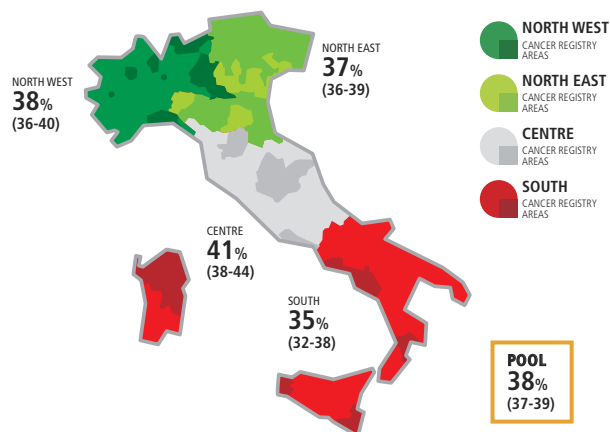 NORTH WEST
38%
(36-40)
NORTH EAST
37%
(36-39)
CENTRE
41%
(38-44)
SOUTH
35%
(32-38)
NORTH WEST
CANCER REGISTRY
AREAS
NORTH EAST
CANCER REGISTRY
AREAS
CENTRE
CANCER REGISTRY
AREAS
SOUTH
CANCER REGISTRY
AREAS
POOL
38%
(37-39)